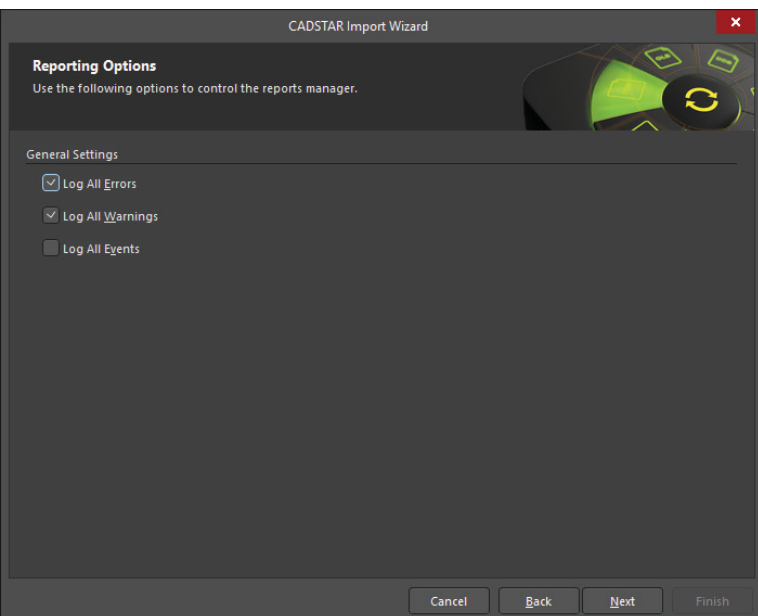 CADSTAR Import Wizard
Reporting Options
Use the following options to control the reports manager.
General Settings
Log All Errors
Log All Warnings
Log All Events
Cancel
Back
Next
Finish